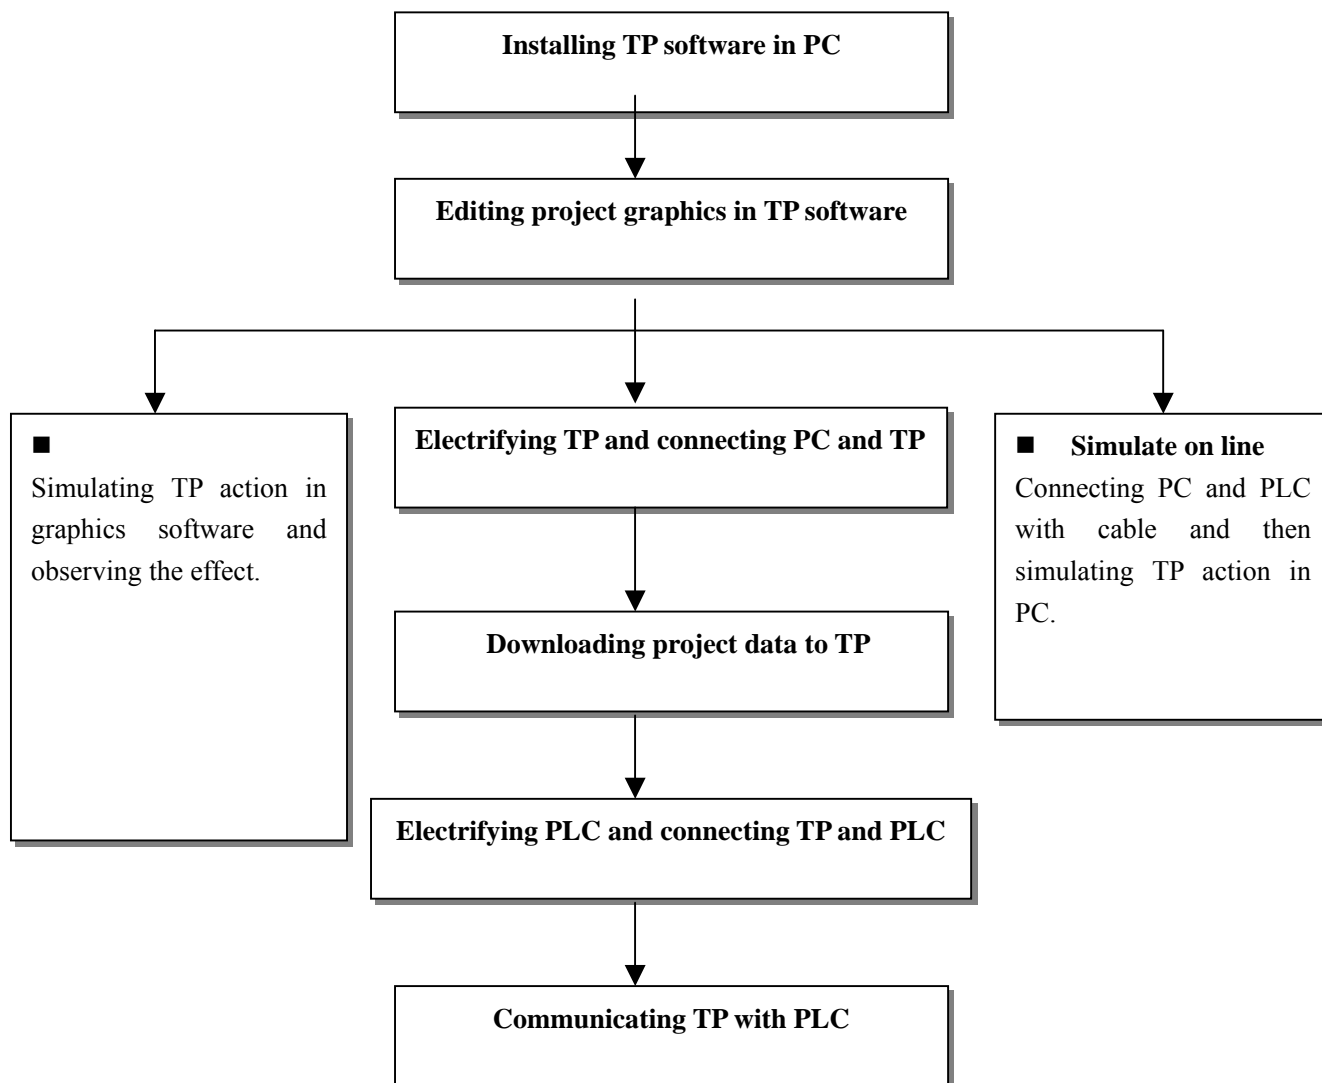 Installing TP software in PC
Editing project graphics in TP software
■
Simulating TP action in
graphics software and
observing the effect.
Electrifying TP and connecting PC and TP
■ Simulate on line
Connecting PC and PLC
with cable and then
simulating TP action in
PC.
Downloading project data to TP
Electrifying PLC and connecting TP and PLC
Communicating TP with PLC